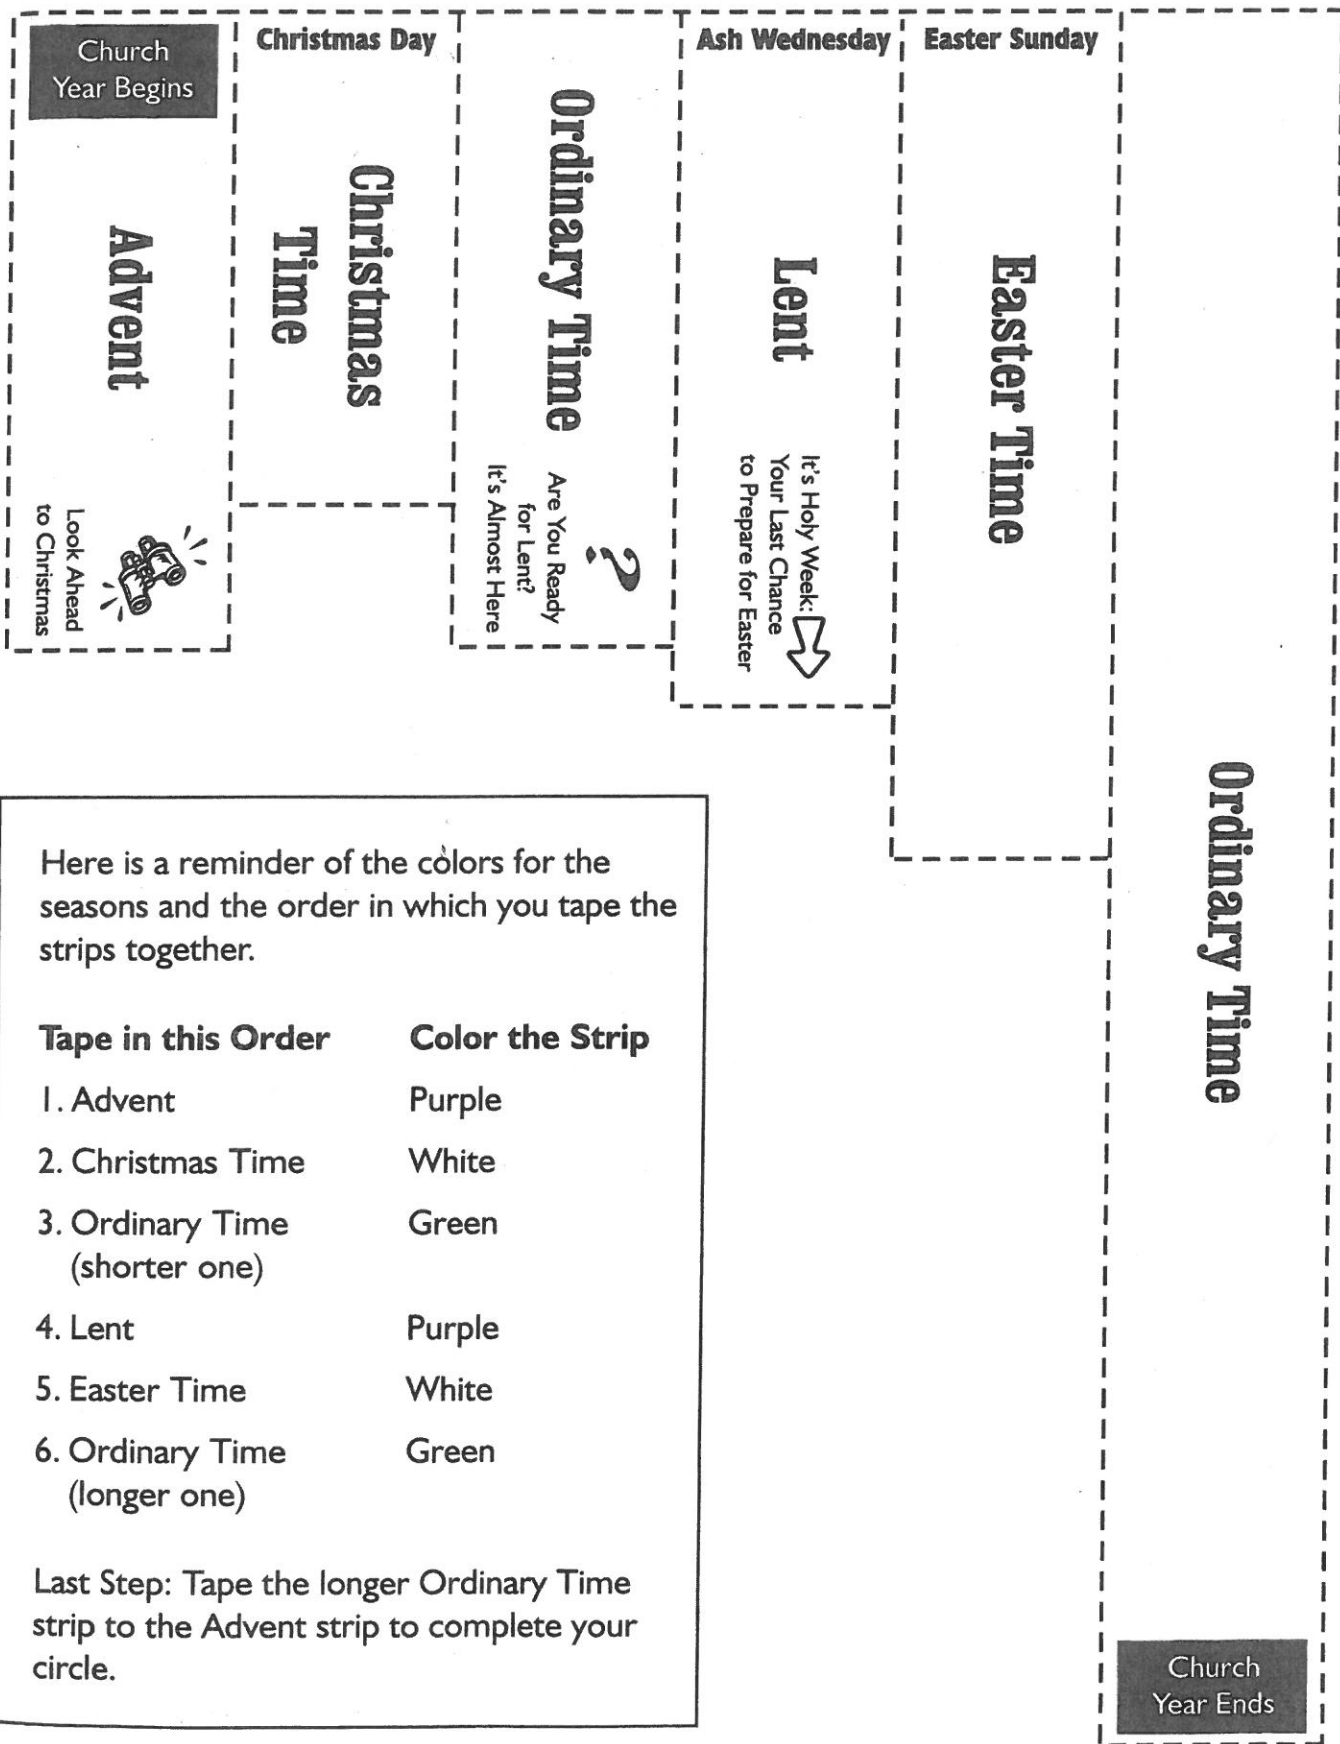 Church
Year Begins
Advent
Look Ahead
to Christmas
Christmas Day
Christmas
Time
Ordinary Time
?
Are You Ready
for Lent?
It's Almost Here
Ash Wednesday
Lent
It's Holy Week:
Your Last Chance
to Prepare for Easter
Easter Sunday
Easter Time
Ordinary Time
Church
Year Ends
Here is a reminder of the colors for the
seasons and the order in which you tape the
strips together.
Tape in this Order Color the Strip
1. Advent Purple
2. Christmas Time White
3. Ordinary Time Green
(shorter one)
4. Lent Purple
5. Easter Time White
6. Ordinary Time Green
(longer one)
Last Step: Tape the longer Ordinary Time
strip to the Advent strip to complete your
circle.